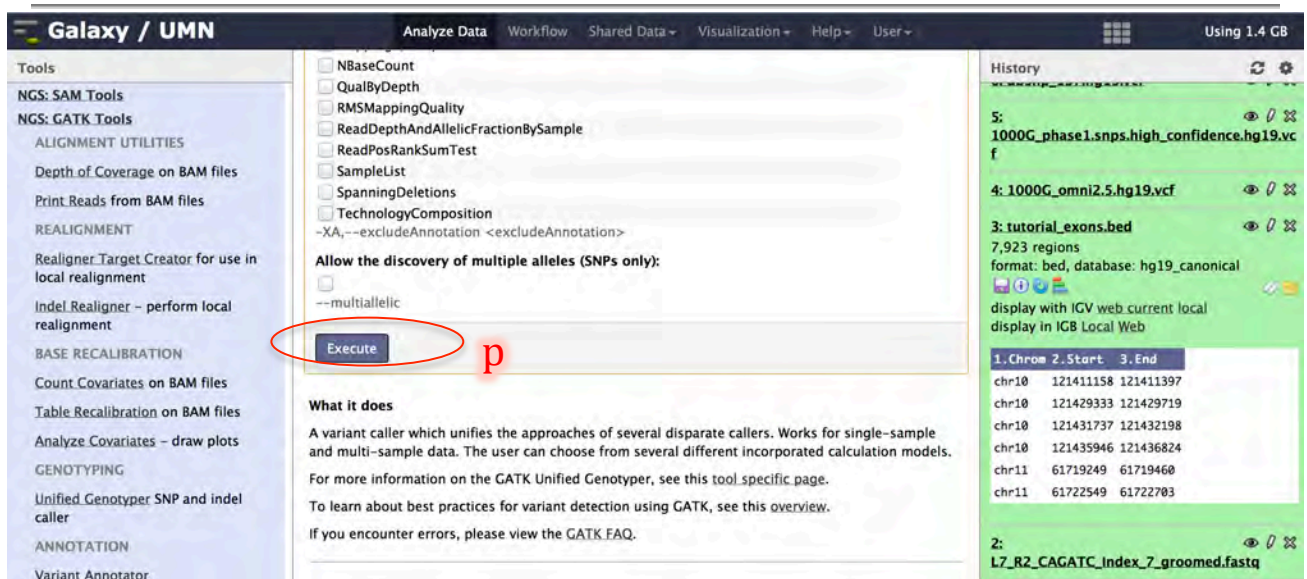 Galaxy / UMN
Analyze Data Workflow Shared Data Visualization Help User
Using 1.4 GB
Tools
NGS: SAM Tools
NGS: GATK Tools
ALIGNMENT UTILITIES
Depth of Coverage on BAM files
Print Reads from BAM files
REALIGNMENT
Realigner Target Creator for use in
local realignment
Indel Realigner - perform local
realignment
BASE RECALIBRATION
Count Covariates on BAM files
Table Recalibration on BAM files
Analyze Covariates - draw plots
GENOTYPING
Unified Genotyper SNP and indel
caller
ANNOTATION
Variant Annotator
NBaseCount
QualByDepth
RMSMappingQuality
ReadDepthAndAllelicFractionBySample
ReadPosRankSumTest
SampleList
SpanningDeletions
TechnologyComposition
-XA,--excludeAnnotation <excludeAnnotation>
Allow the discovery of multiple alleles (SNPs only):
--multiallelic
Execute
p
What it does
A variant caller which unifies the approaches of several disparate callers. Works for single-sample
and multi-sample data. The user can choose from several different incorporated calculation models.
For more information on the GATK Unified Genotyper, see this tool specific page.
To learn about best practices for variant detection using GATK, see this overview.
If you encounter errors, please view the GATK FAQ.
History
5:
1000G_phase1.snps.high_confidence.hg19.vc
f
4: 1000G_omni2.5.hg19.vcf
3: tutorial_exons.bed
7,923 regions
format: bed, database: hg19_canonical
display with IGV web current local
display in IGB Local Web
1.Chrom 2.Start 3.End
chr10 121411158 121411397
chr10 121429333 121429719
chr10 121431737 121432198
chr10 121435946 121436824
chr11 61719249 61719460
chr11 61722549 61722703
2:
L7_R2_CAGATC_Index_7_groomed.fastq